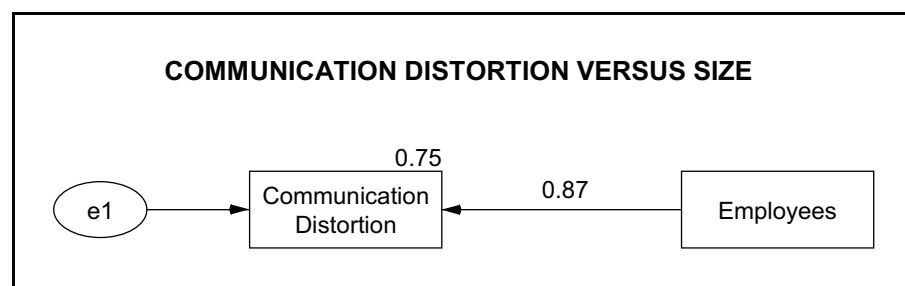 COMMUNICATION DISTORTION VERSUS SIZE
0.75
e1
Communication
Distortion
0.87
Employees